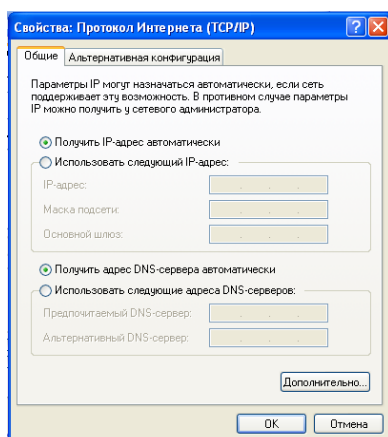 Свойства: Протокол Интернета (TCP/IP)
Общие Альтернативная конфигурация
Параметры IP могут назначаться автоматически, если сеть
поддерживает эту возможность. В противном случае параметры
IP можно получить у сетевого администратора.
Получить IP-адрес автоматически
Использовать следующий IP-адрес:
IP-адрес:
Маска подсети:
Основной шлюз:
Получить адрес DNS-сервера автоматически
Использовать следующие адреса DNS-серверов:
Предпочитаемый DNS-сервер:
Альтернативный DNS-сервер:
Дополнительно...
OK Отмена